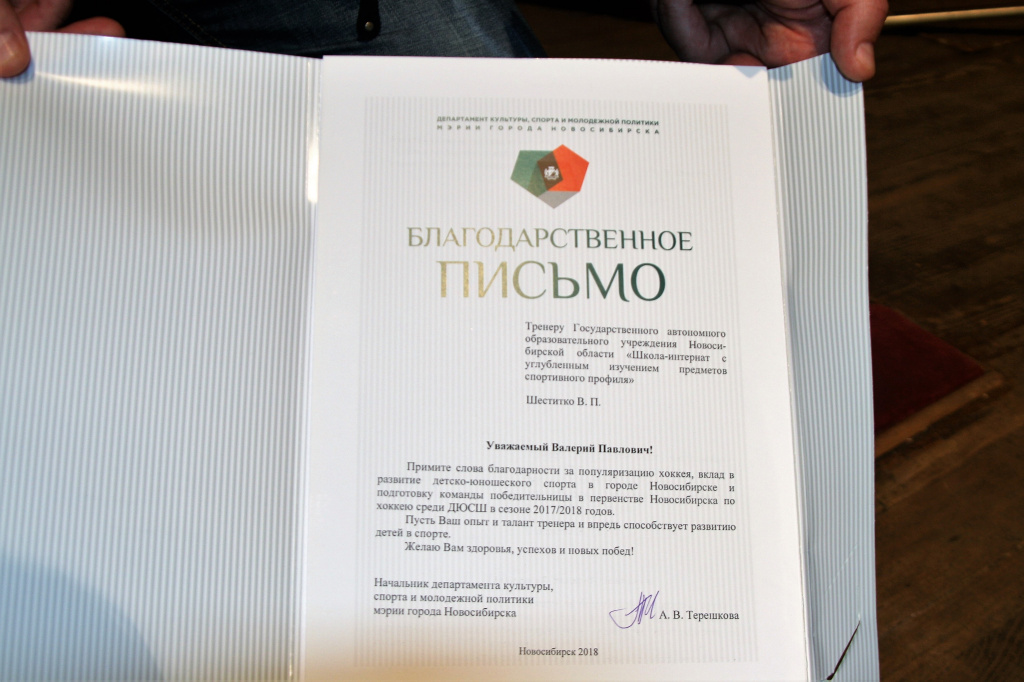 ДЕПАРТАМЕНТ КУЛЬТУРЫ, СПОРТА И МОЛОДЕЖНОЙ ПОЛИТИКИ
МЭРИИ ГОРОДА НОВОСИБИРСКА
БЛАГОДАРСТВЕННОЕ
ПИСЬМО
Тренеру Государственного автономного
образовательного учреждения Новоси-
бирской области «Школа-интернат с
углубленным изучением предметов
спортивного профиля»
Шеститко В. П.
Уважаемый Валерий Павлович!
Примите слова благодарности за популяризацию хоккея, вклад в
развитие детско-юношеского спорта в городе Новосибирске и
подготовку команды победительницы в первенстве Новосибирска по
хоккею среди ДЮСШ в сезоне 2017/2018 годов.
Пусть Ваш опыт и талант тренера и впредь способствует развитию
детей в спорте.
Желаю Вам здоровья, успехов и новых побед!
Начальник департамента культуры,
спорта и молодежной политики
мэрии города Новосибирска
А. В. Терешкова
Новосибирск 2018